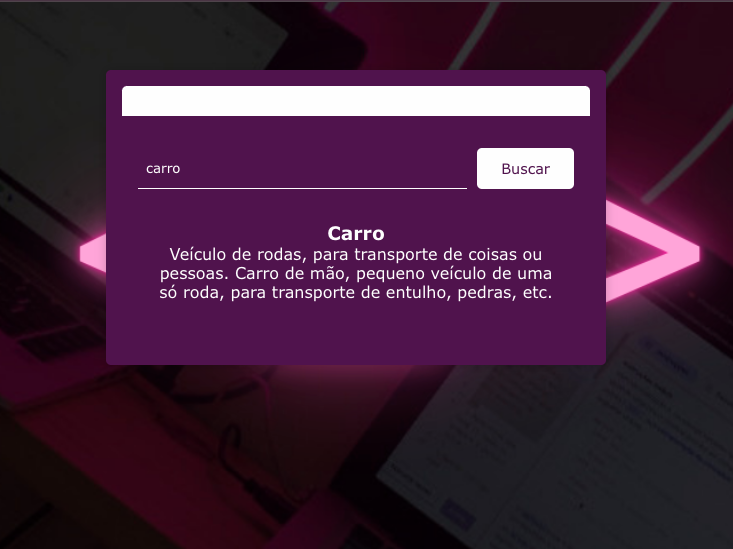 carro
Buscar
Carro
Veículo de rodas, para transporte de coisas ou
pessoas. Carro de mão, pequeno veículo de uma
só roda, para transporte de entulho, pedras, etc.